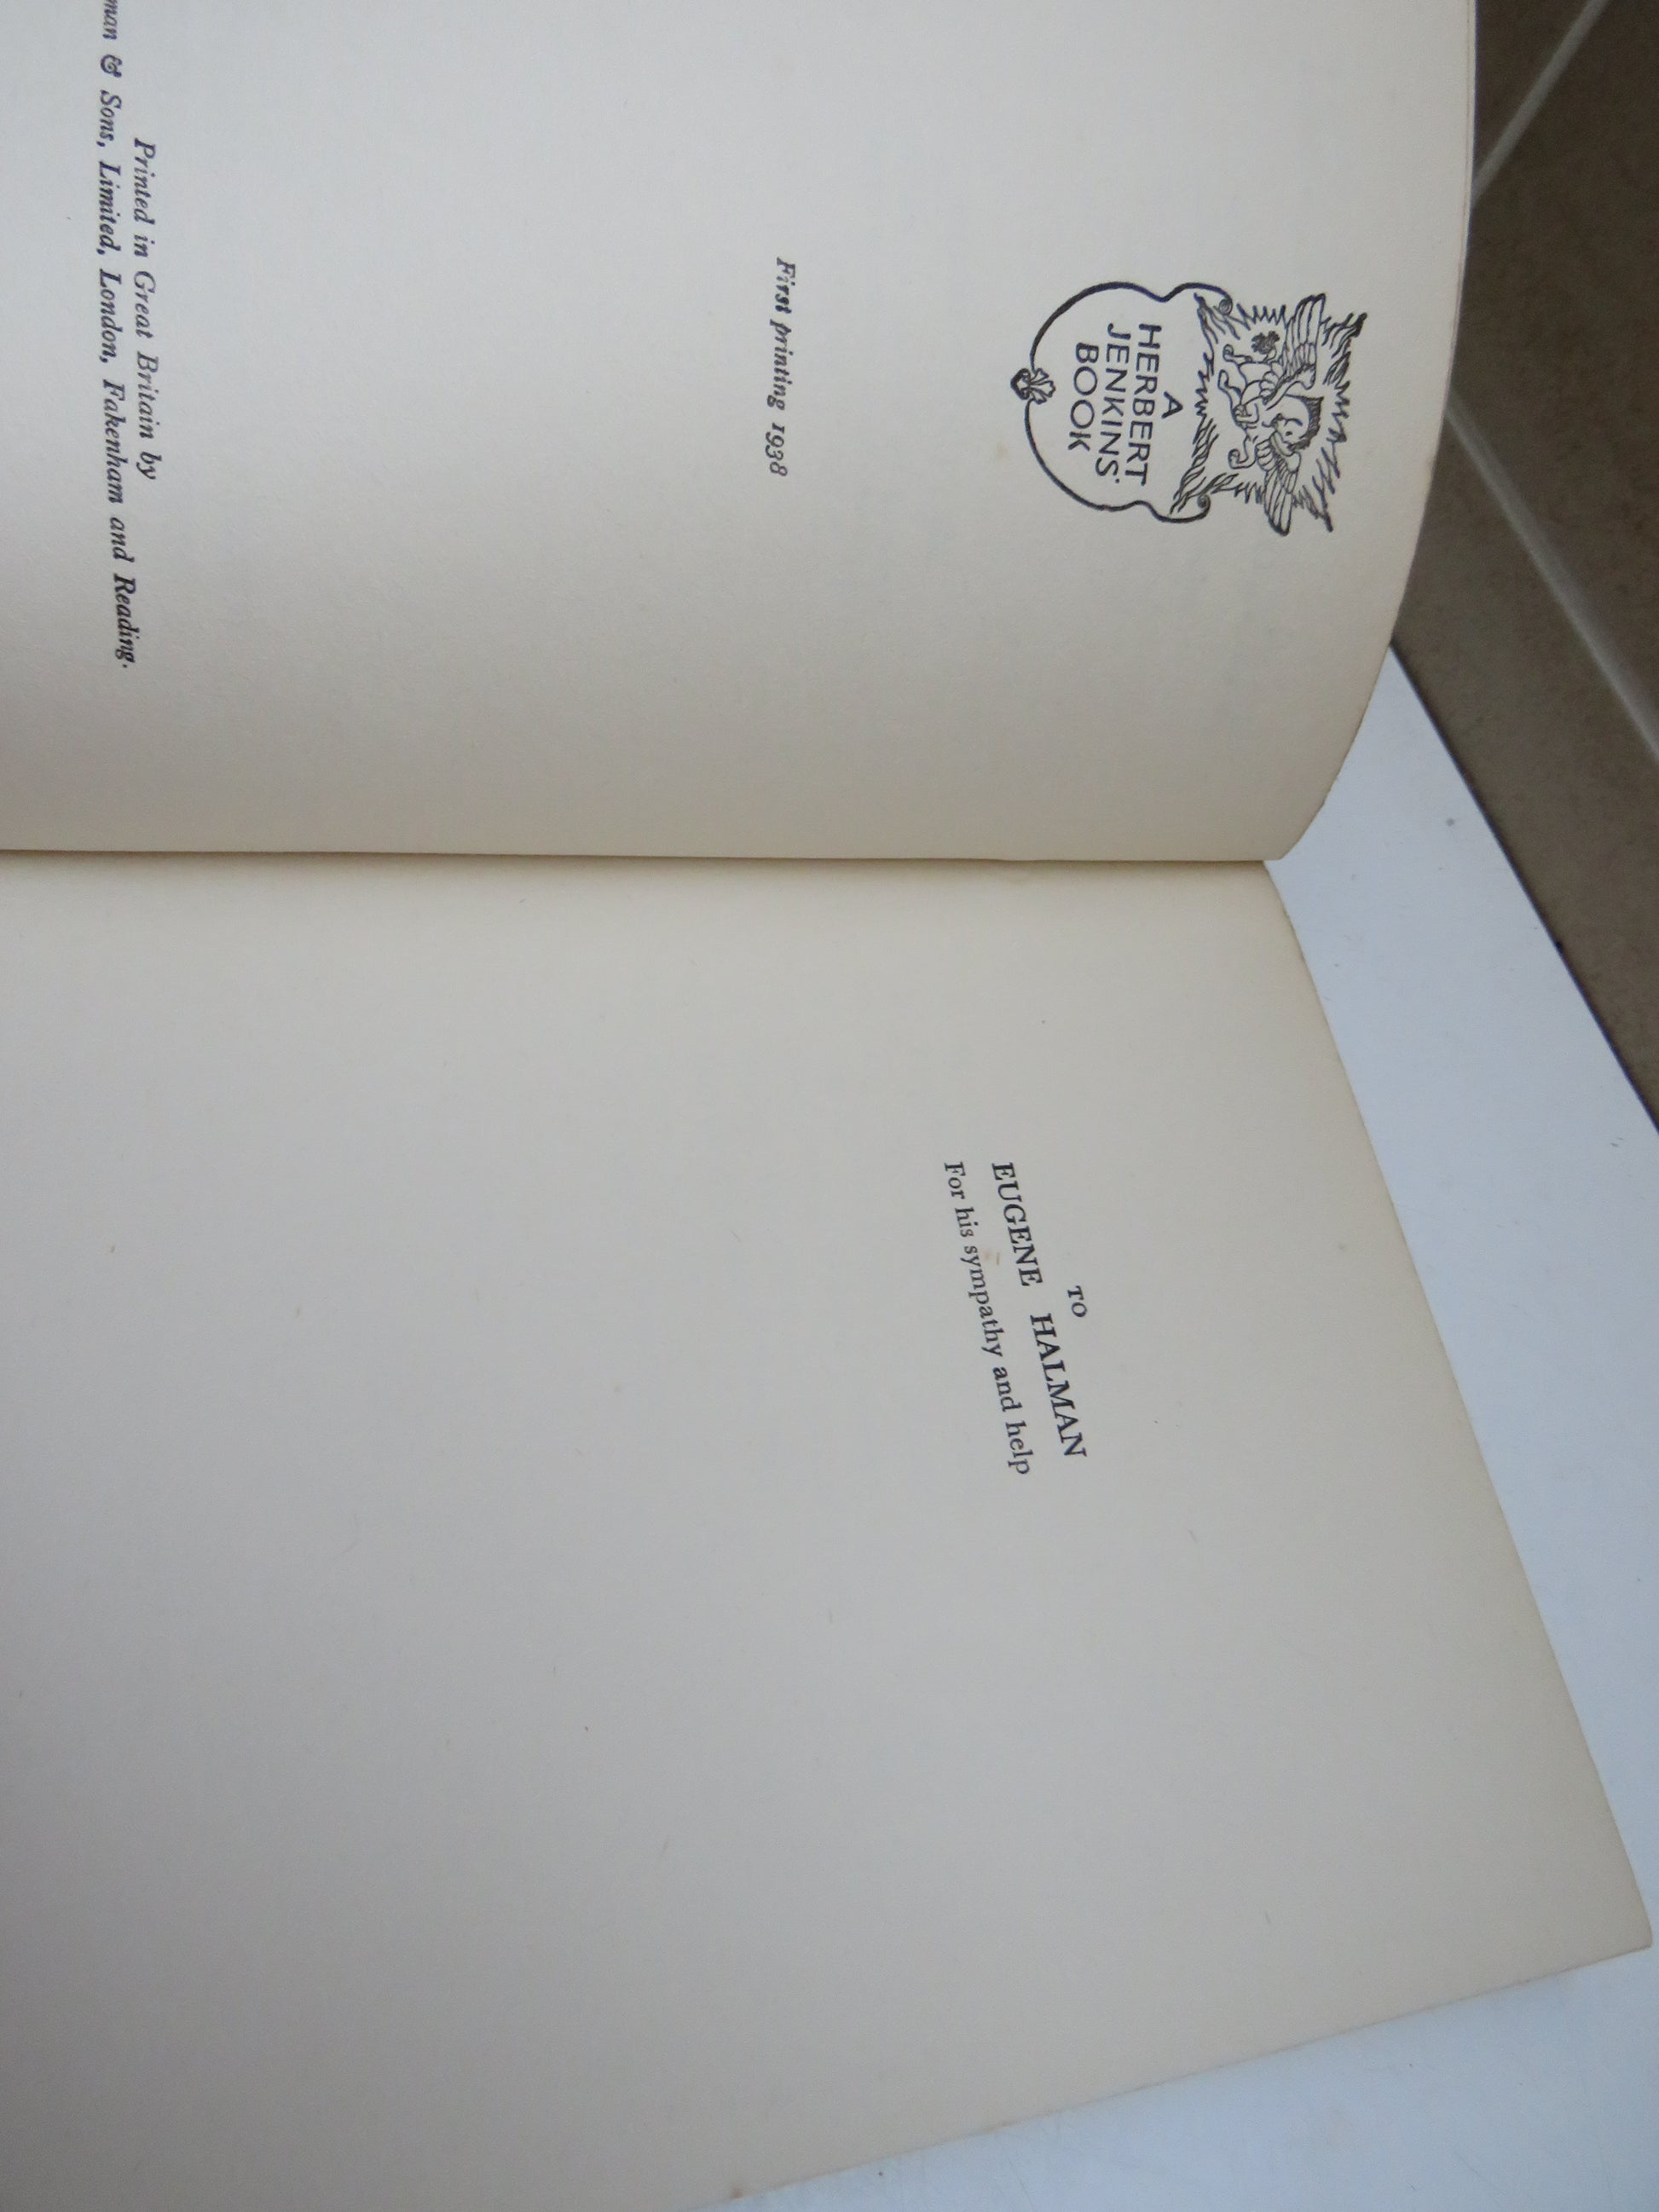 A
HERBERT
JENKINS'
BOOK
First printing 1938
Printed in Great Britain by
& Sons, Limited, London, Fakenham and Reading.
TO
EUGENE HALMAN
For his sympathy and help